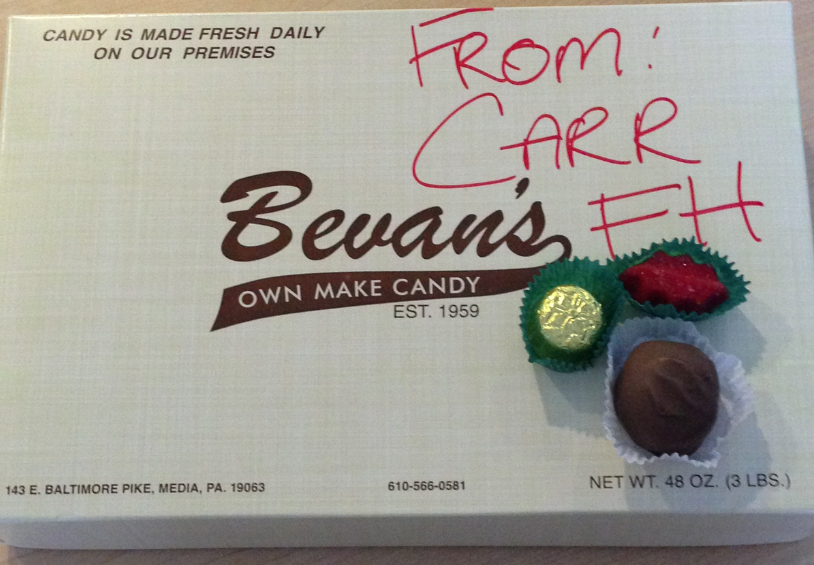 CANDY IS MADE FRESH DAILY
ON OUR PREMISES
FROM:
CARR
FH
Bevan's
OWN MAKE CANDY
EST. 1959
143 E. BALTIMORE PIKE, MEDIA, PA. 19063
610-566-0581
NET WT. 48 OZ. (3 LBS.)